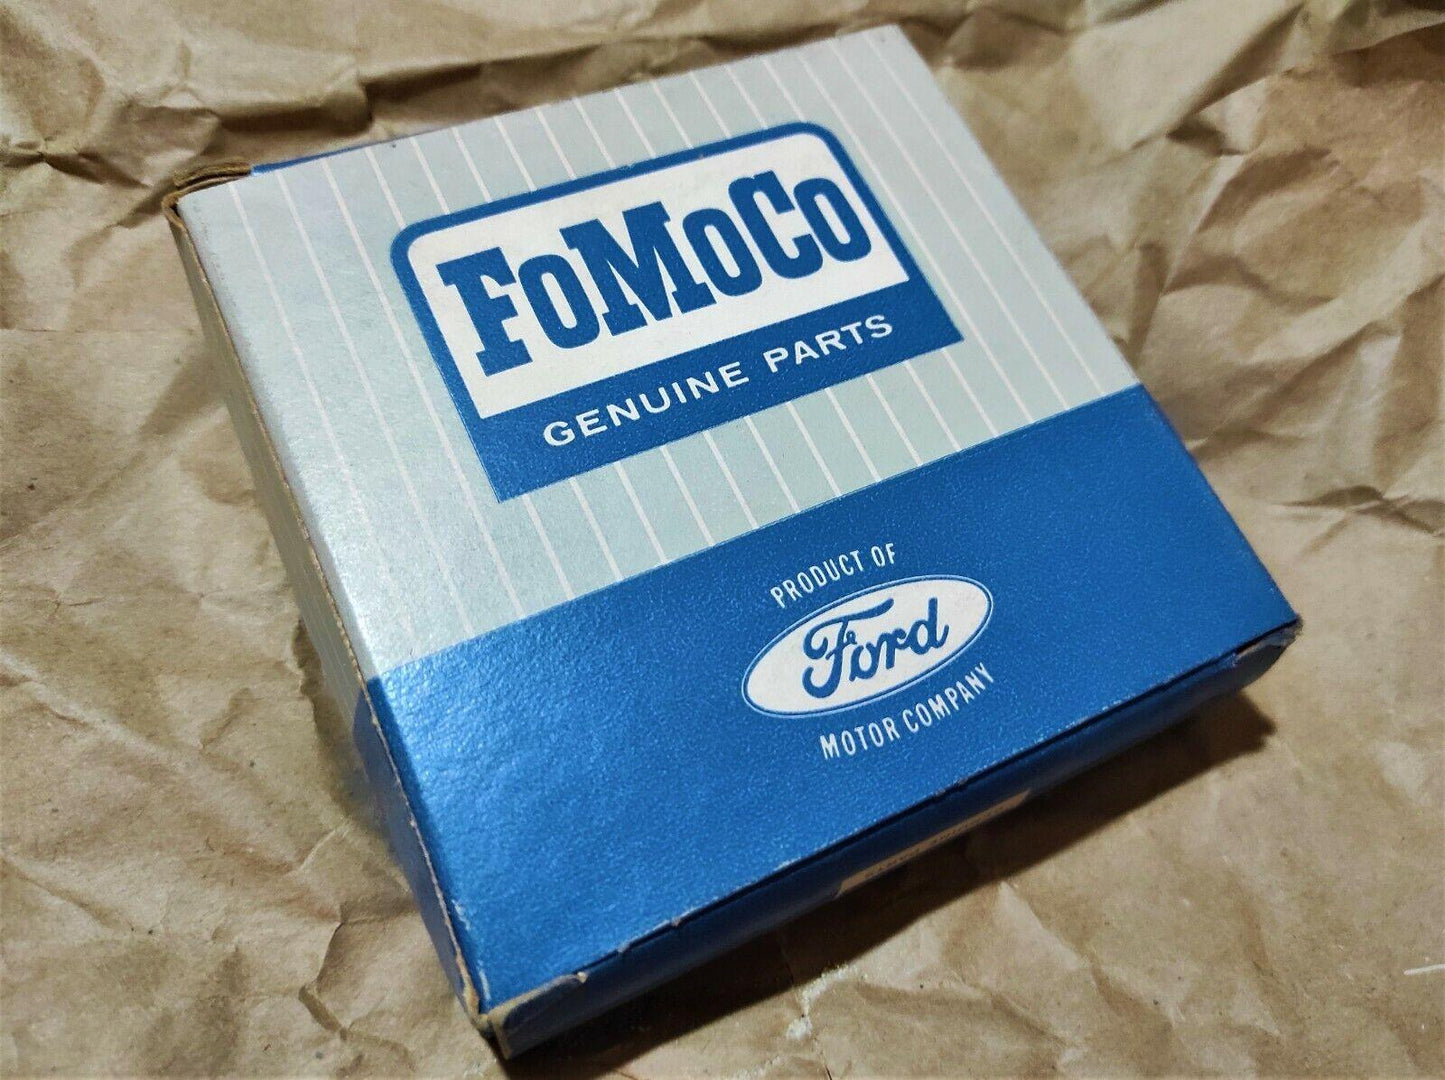 FoMoCo
GENUINE PARTS
PRODUCT OF
Ford
MOTOR COMPANY